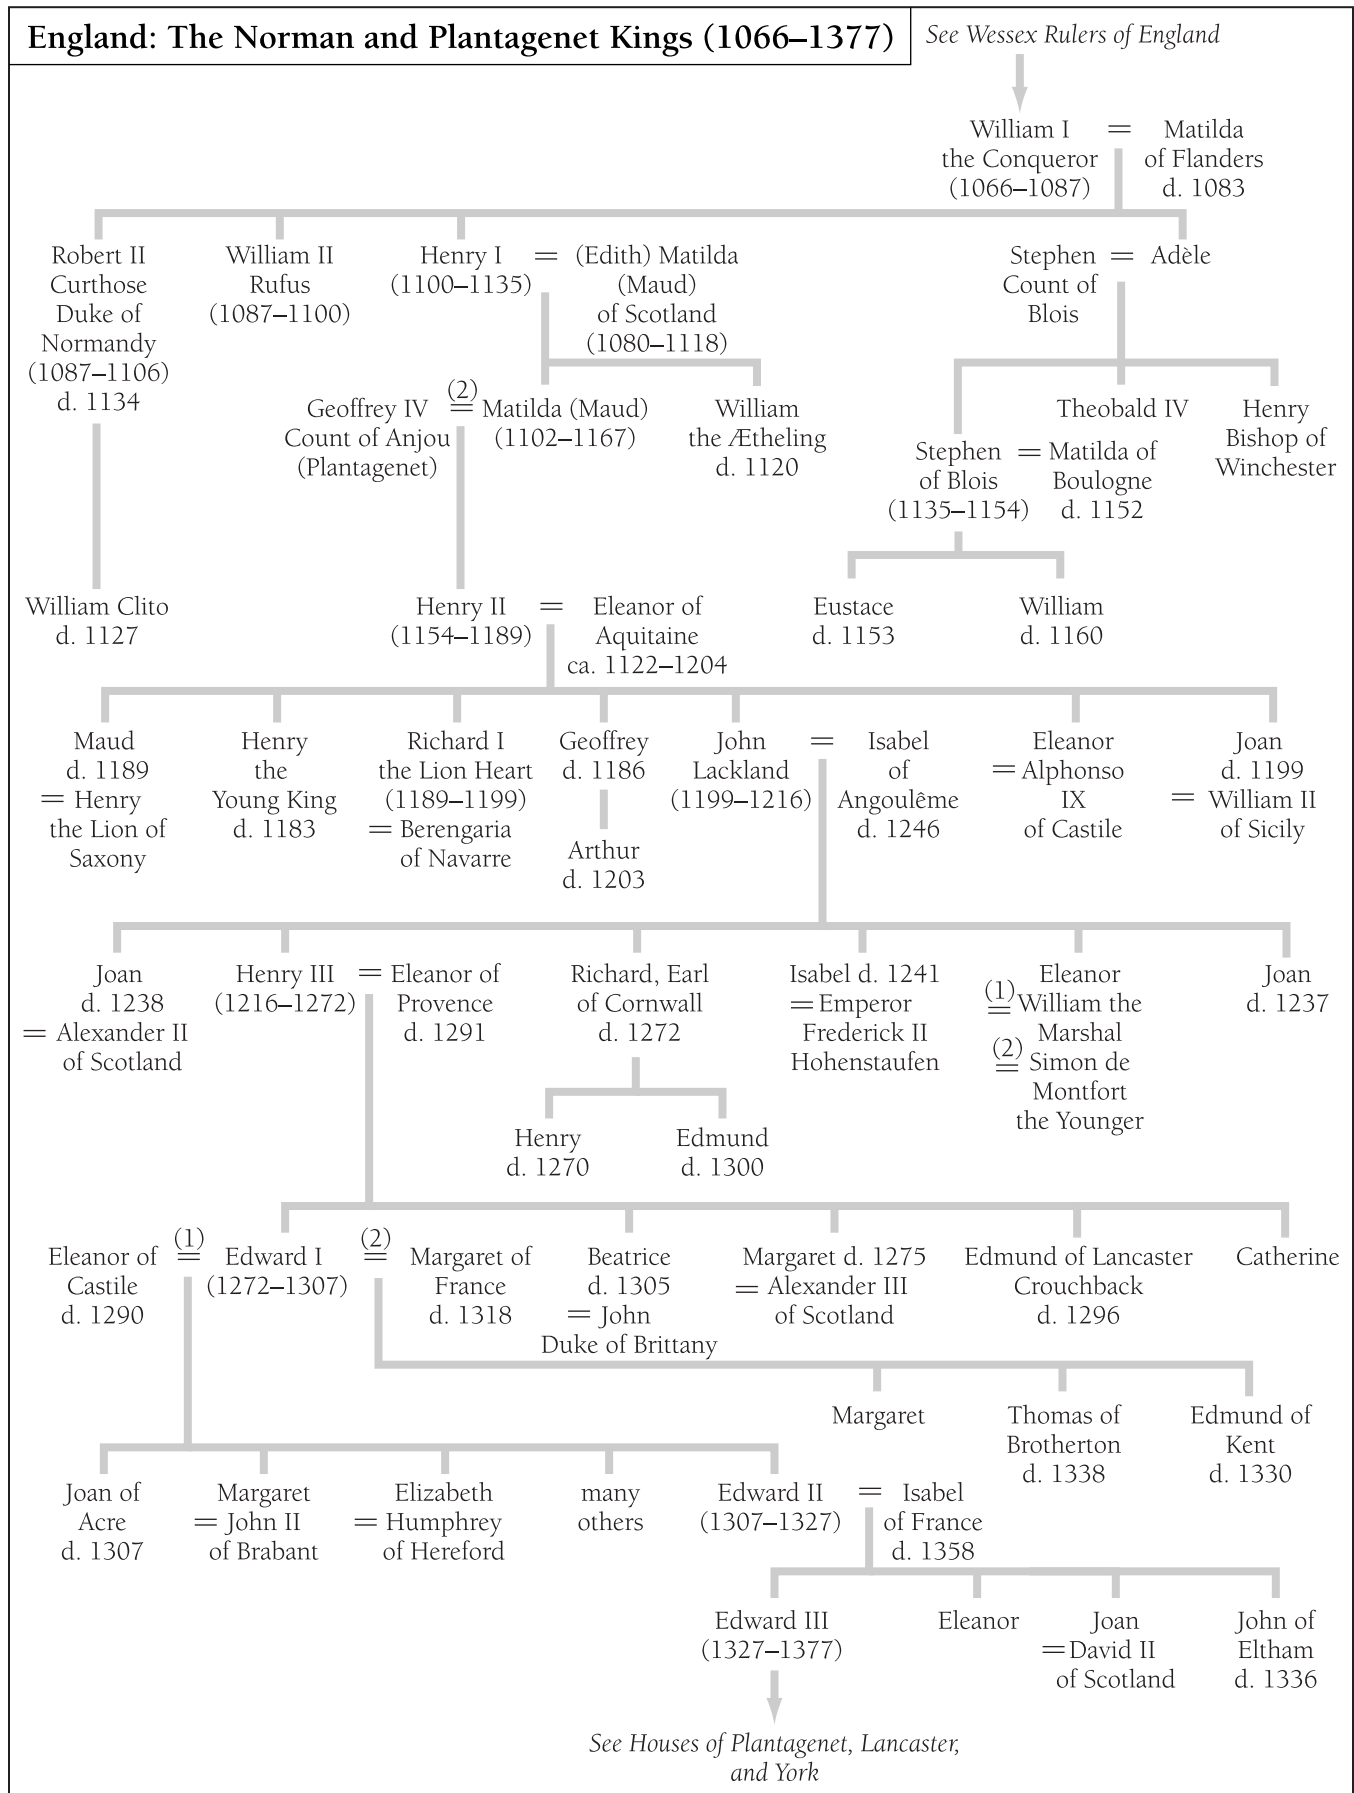 England: The Norman and Plantagenet Kings (1066–1377)
See Wessex Rulers of England
William I
the Conqueror
(1066–1087)
=
Matilda
of Flanders
d. 1083
Robert II
Curthose
Duke of
Normandy
(1087–1106)
d. 1134
William II
Rufus
(1087–1100)
Henry I
(1100–1135)
=
(Edith) Matilda
(Maud)
of Scotland
(1080–1118)
Stephen
Count of
Blois
=
Adèle
Geoffrey IV
Count of Anjou
(Plantagenet)
(2)
=
Matilda (Maud)
(1102–1167)
William
the Ætheling
d. 1120
Stephen
of Blois
(1135–1154)
=
Matilda of
Boulogne
d. 1152
Theobald IV
Henry
Bishop of
Winchester
William Clito
d. 1127
Henry II
(1154–1189)
=
Eleanor of
Aquitaine
ca. 1122–1204
Eustace
d. 1153
William
d. 1160
Maud
d. 1189
= Henry
the Lion of
Saxony
Henry
the
Young King
d. 1183
Richard I
the Lion Heart
(1189–1199)
= Berengaria
of Navarre
Geoffrey
d. 1186
Arthur
d. 1203
John
Lackland
(1199–1216)
=
Isabel
of
Angoulême
d. 1246
Eleanor
= Alphonso
IX
of Castile
Joan
d. 1199
= William II
of Sicily
Joan
d. 1238
= Alexander II
of Scotland
Henry III
(1216–1272)
=
Eleanor of
Provence
d. 1291
Richard, Earl
of Cornwall
d. 1272
Isabel d. 1241
= Emperor
Frederick II
Hohenstaufen
Eleanor
(1)
= William the
Marshal
(2)
= Simon de
Montfort
the Younger
Joan
d. 1237
Henry
d. 1270
Edmund
d. 1300
Eleanor of
Castile
d. 1290
(1)
=
Edward I
(1272–1307)
(2)
=
Margaret of
France
d. 1318
Beatrice
d. 1305
= John
Duke of Brittany
Margaret d. 1275
= Alexander III
of Scotland
Edmund of Lancaster
Crouchback
d. 1296
Catherine
Margaret
Thomas of
Brotherton
d. 1338
Edmund of
Kent
d. 1330
Joan of
Acre
d. 1307
Margaret
= John II
of Brabant
Elizabeth
= Humphrey
of Hereford
many
others
Edward II
(1307–1327)
=
Isabel
of France
d. 1358
Edward III
(1327–1377)
Eleanor
Joan
= David II
of Scotland
John of
Eltham
d. 1336
See Houses of Plantagenet, Lancaster,
and York